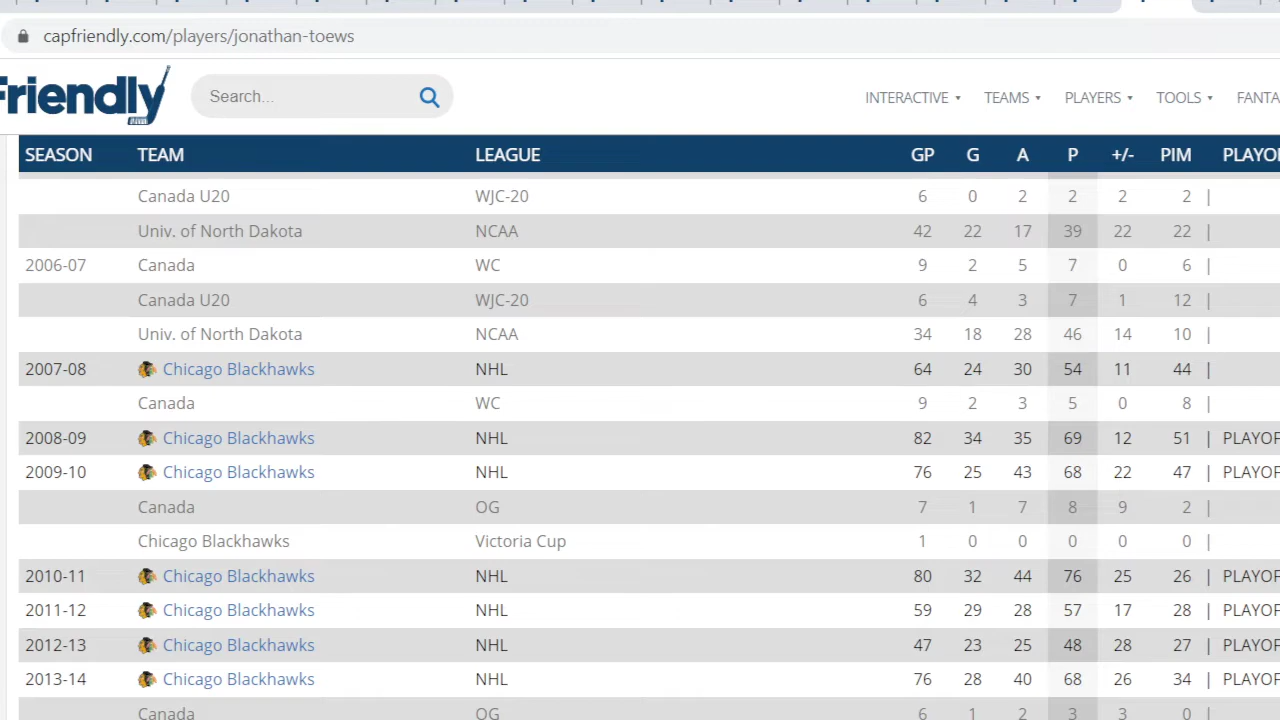 capfriendly.com/players/jonathan-toews
Friendly Search... INTERACTIVE TEAMS PLAYERS TOOLS FANTA
SEASON TEAM LEAGUE GP G A P +/- PIM PLAYO
Canada U20 WJC-20 6 0 2 2 2 2 |
Univ. of North Dakota NCAA 42 22 17 39 22 22 |
2006-07 Canada WC 9 2 5 7 0 6 |
Canada U20 WJC-20 6 4 3 7 1 12 |
Univ. of North Dakota NCAA 34 18 28 46 14 10 |
2007-08 Chicago Blackhawks NHL 64 24 30 54 11 44 |
Canada WC 9 2 3 5 0 8 |
2008-09 Chicago Blackhawks NHL 82 34 35 69 12 51 | PLAYOF
2009-10 Chicago Blackhawks NHL 76 25 43 68 22 47 | PLAYOF
Canada OG 7 1 7 8 9 2 |
Chicago Blackhawks Victoria Cup 1 0 0 0 0 0 |
2010-11 Chicago Blackhawks NHL 80 32 44 76 25 26 | PLAYOF
2011-12 Chicago Blackhawks NHL 59 29 28 57 17 28 | PLAYOF
2012-13 Chicago Blackhawks NHL 47 23 25 48 28 27 | PLAYOF
2013-14 Chicago Blackhawks NHL 76 28 40 68 26 34 | PLAYOF
Canada OG 6 1 2 3 3 0 |